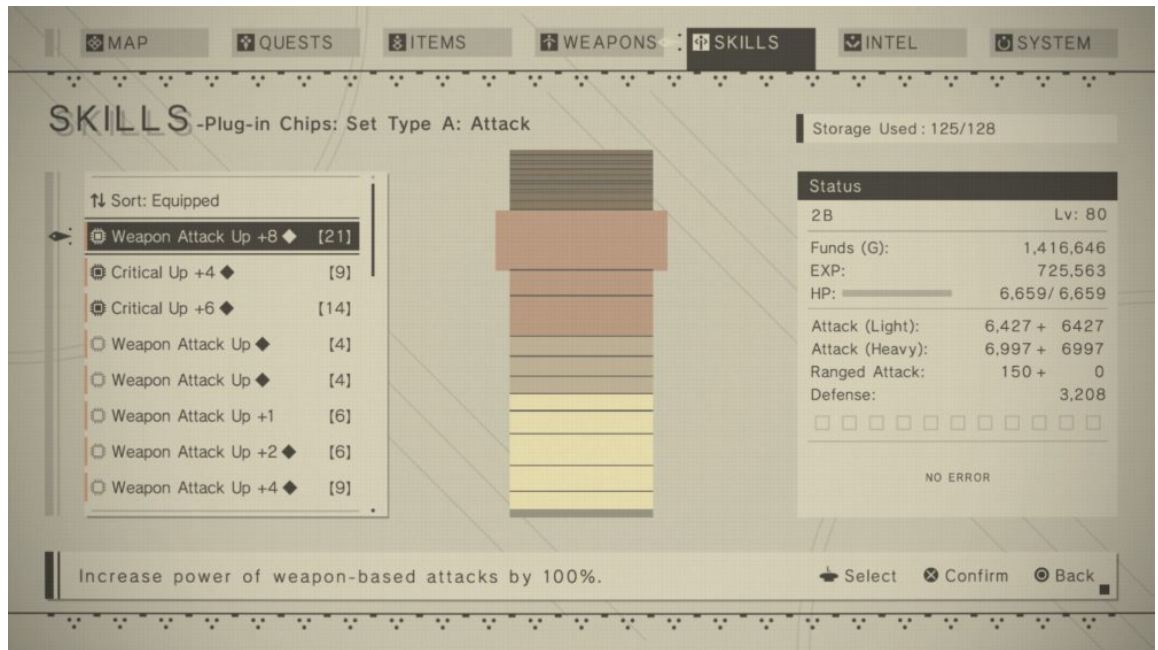 MAP QUESTS ITEMS WEAPONS SKILLS INTEL SYSTEM
SKILLS -Plug-in Chips: Set Type A: Attack
Storage Used : 125/128
Sort: Equipped
Weapon Attack Up +8 ◆ [21]
Critical Up +4 ◆ [9]
Critical Up +6 ◆ [14]
Weapon Attack Up ◆ [4]
Weapon Attack Up ◆ [4]
Weapon Attack Up +1 [6]
Weapon Attack Up +2 ◆ [6]
Weapon Attack Up +4 ◆ [9]
Status
2B Lv: 80
Funds (G): 1,416,646
EXP: 725,563
HP: 6,659/ 6,659
Attack (Light): 6,427 + 6427
Attack (Heavy): 6,997 + 6997
Ranged Attack: 150 + 0
Defense: 3,208
NO ERROR
Increase power of weapon-based attacks by 100%.
Select Confirm Back